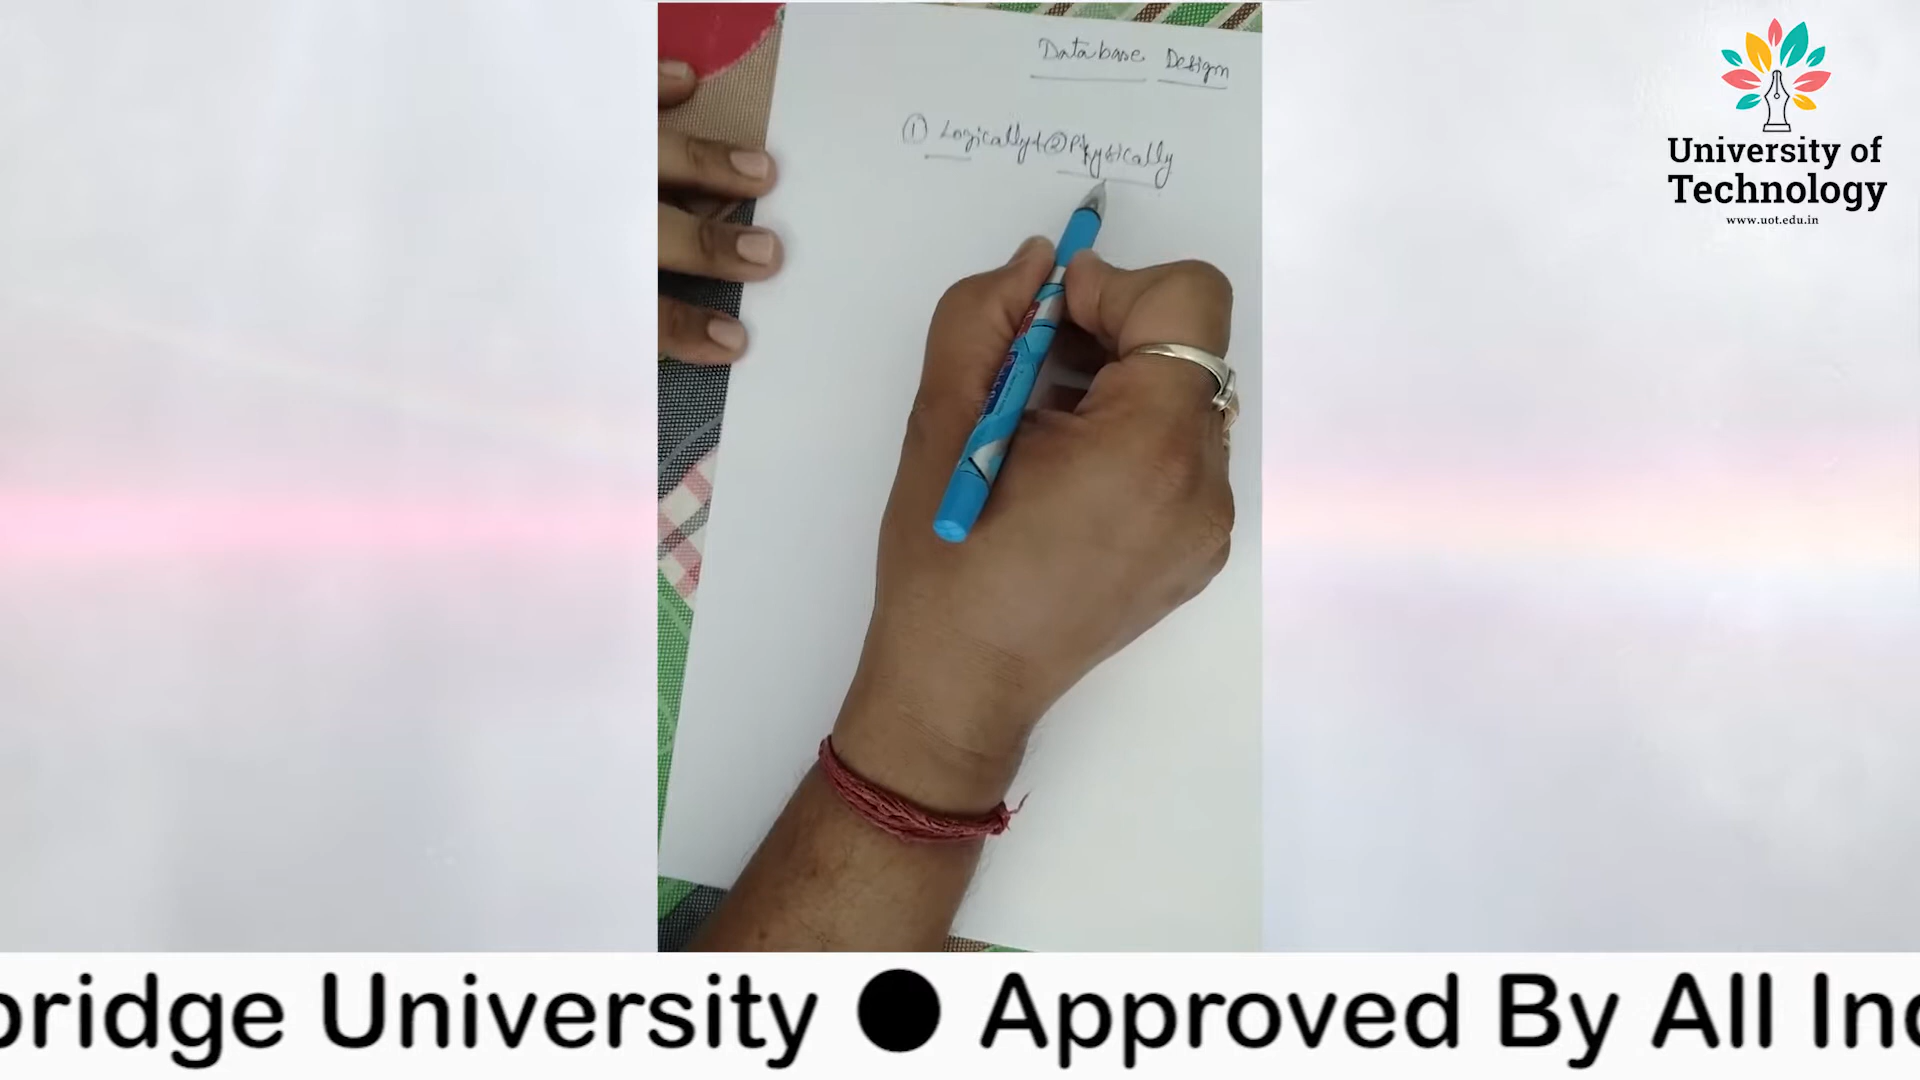 Database Design
① Logically + ② Physically
University of
Technology
www.uot.edu.in
bridge University ● Approved By All Ind